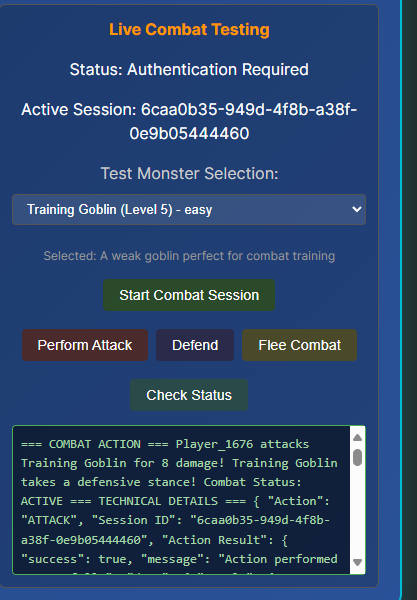 Live Combat Testing
Status: Authentication Required
Active Session: 6caa0b35-949d-4f8b-a38f-
0e9b05444460
Test Monster Selection:
Training Goblin (Level 5) - easy
Selected: A weak goblin perfect for combat training
Start Combat Session
Perform Attack
Defend
Flee Combat
Check Status
=== COMBAT ACTION === Player_1676 attacks
Training Goblin for 8 damage! Training Goblin
takes a defensive stance! Combat Status:
ACTIVE === TECHNICAL DETAILS === { "Action":
"ATTACK", "Session ID": "6caa0b35-949d-4f8b-
a38f-0e9b05444460", "Action Result": {
"success": true, "message": "Action performed